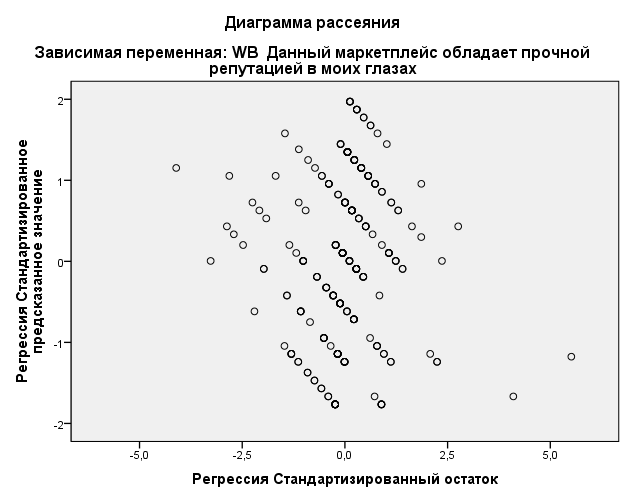 Диаграмма рассеяния
Зависимая переменная: WB Данный маркетплейс обладает прочной
репутацией в моих глазах
Регрессия Стандартизированное
предсказанное значение
2
1
0
-1
-2
-5,0
-2,5
0,0
2,5
5,0
Регрессия Стандартизированный остаток